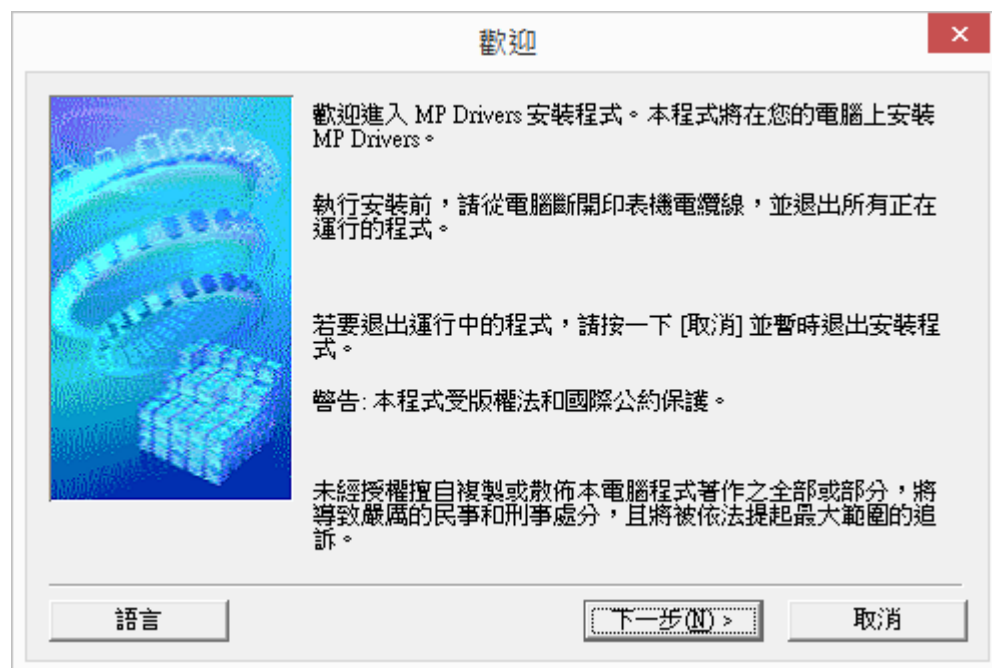 歡迎
歡迎進入 MP Drivers 安裝程式。本程式將在您的電腦上安裝
MP Drivers。
執行安裝前，請從電腦斷開印表機電纜線，並退出所有正在
運行的程式。
若要退出運行中的程式，請按一下 [取消] 並暫時退出安裝程
式。
警告: 本程式受版權法和國際公約保護。
未經授權擅自複製或散佈本電腦程式著作之全部或部分，將
導致嚴厲的民事和刑事處分，且將被依法提起最大範圍的追
訴。
語言
下一步(N) >
取消